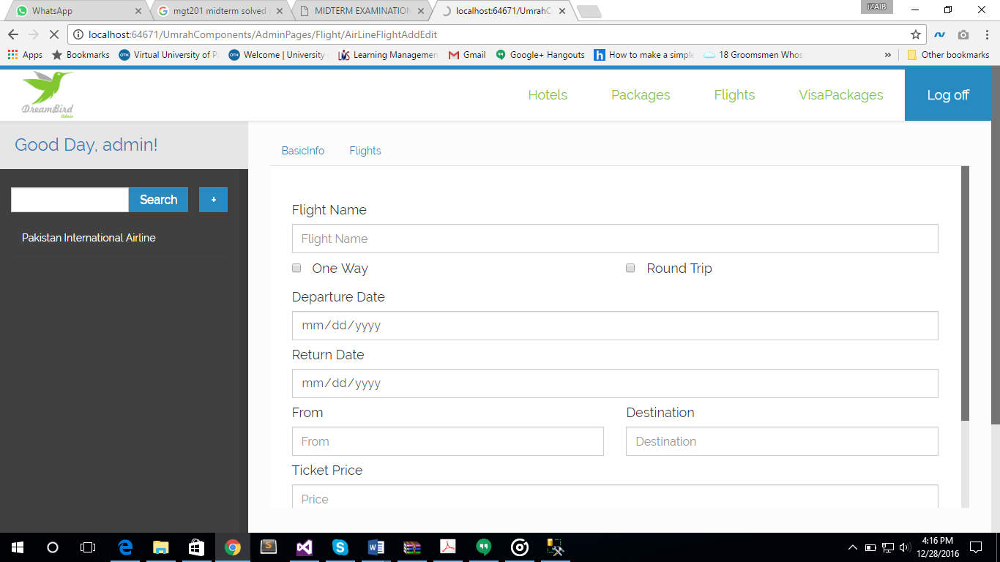 iZAIB
WhatsApp
mgt201 midterm solved
MIDTERM EXAMINATION
localhost:64671/UmrahC
localhost:64671/UmrahComponents/AdminPages/Flight/AirLineFlightAddEdit
Apps Bookmarks Virtual University of P Welcome | University Learning Managemen Gmail Google+ Hangouts How to make a simple 18 Groomsmen Whos » Other bookmarks
DreamBird
Admin
Hotels Packages Flights VisaPackages Log off
Good Day, admin!
Search +
Pakistan International Airline
BasicInfo Flights
Flight Name
Flight Name
One Way Round Trip
Departure Date
mm/dd/yyyy
Return Date
mm/dd/yyyy
From Destination
From Destination
Ticket Price
Price
4:16 PM
12/28/2016